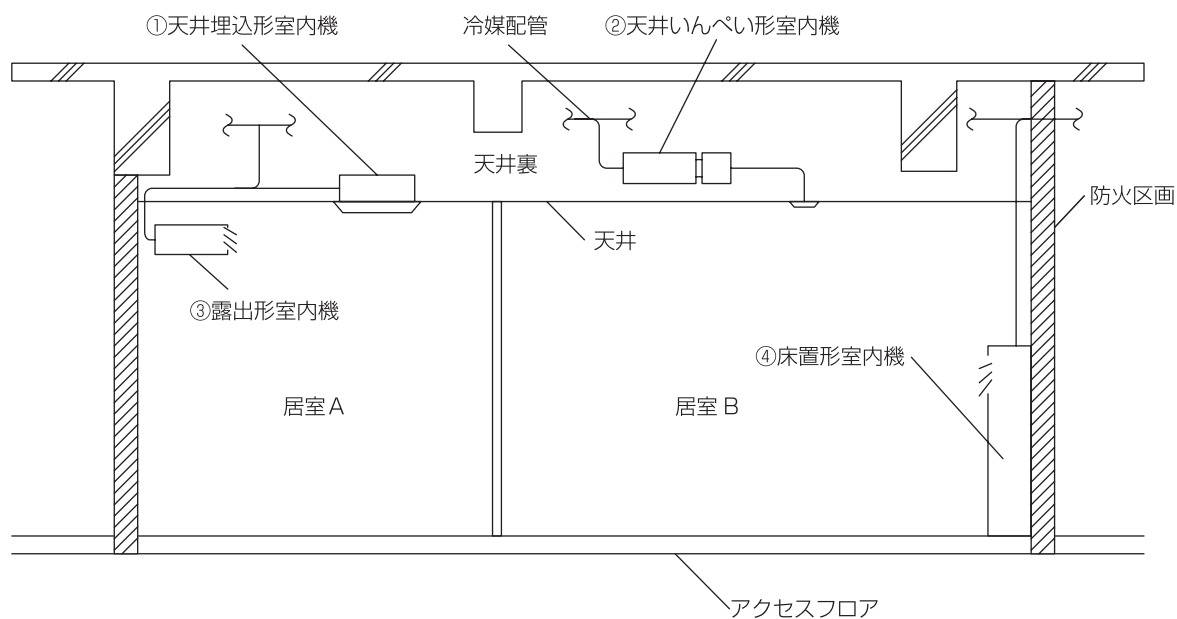 ①天井埋込形室内機
冷媒配管
②天井いんぺい形室内機
天井裏
防火区画
天井
③露出形室内機
④床置形室内機
居室A
居室B
アクセスフロア